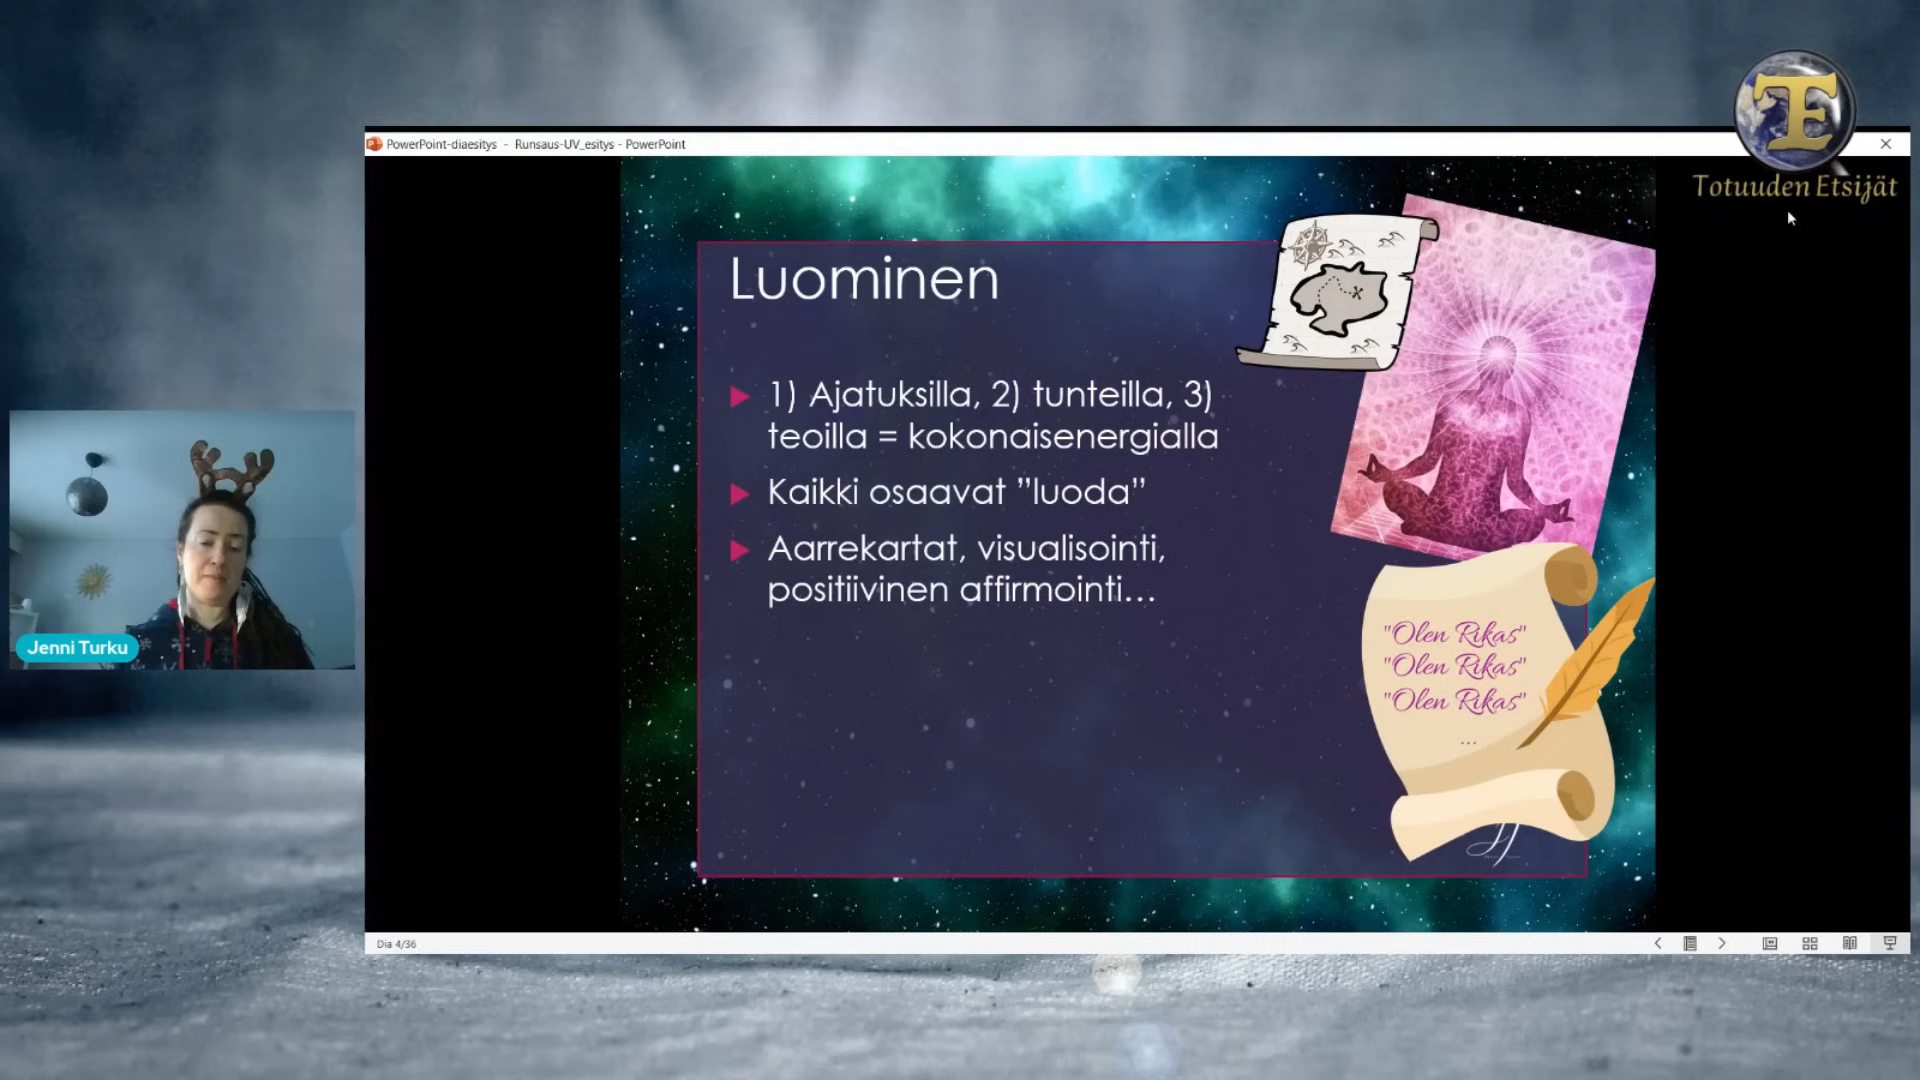 PowerPoint-diaesitys - Runsaus-UV_esitys - PowerPoint
Totuuden Etsijät
Luominen
1) Ajatuksilla, 2) tunteilla, 3)
teoilla = kokonaisenergialla
Kaikki osaavat ”luoda”
Aarrekartat, visualisointi,
positiivinen affirmointi...
"Olen Rikas"
"Olen Rikas"
"Olen Rikas"
...
Jenni Turku
Dia 4/36